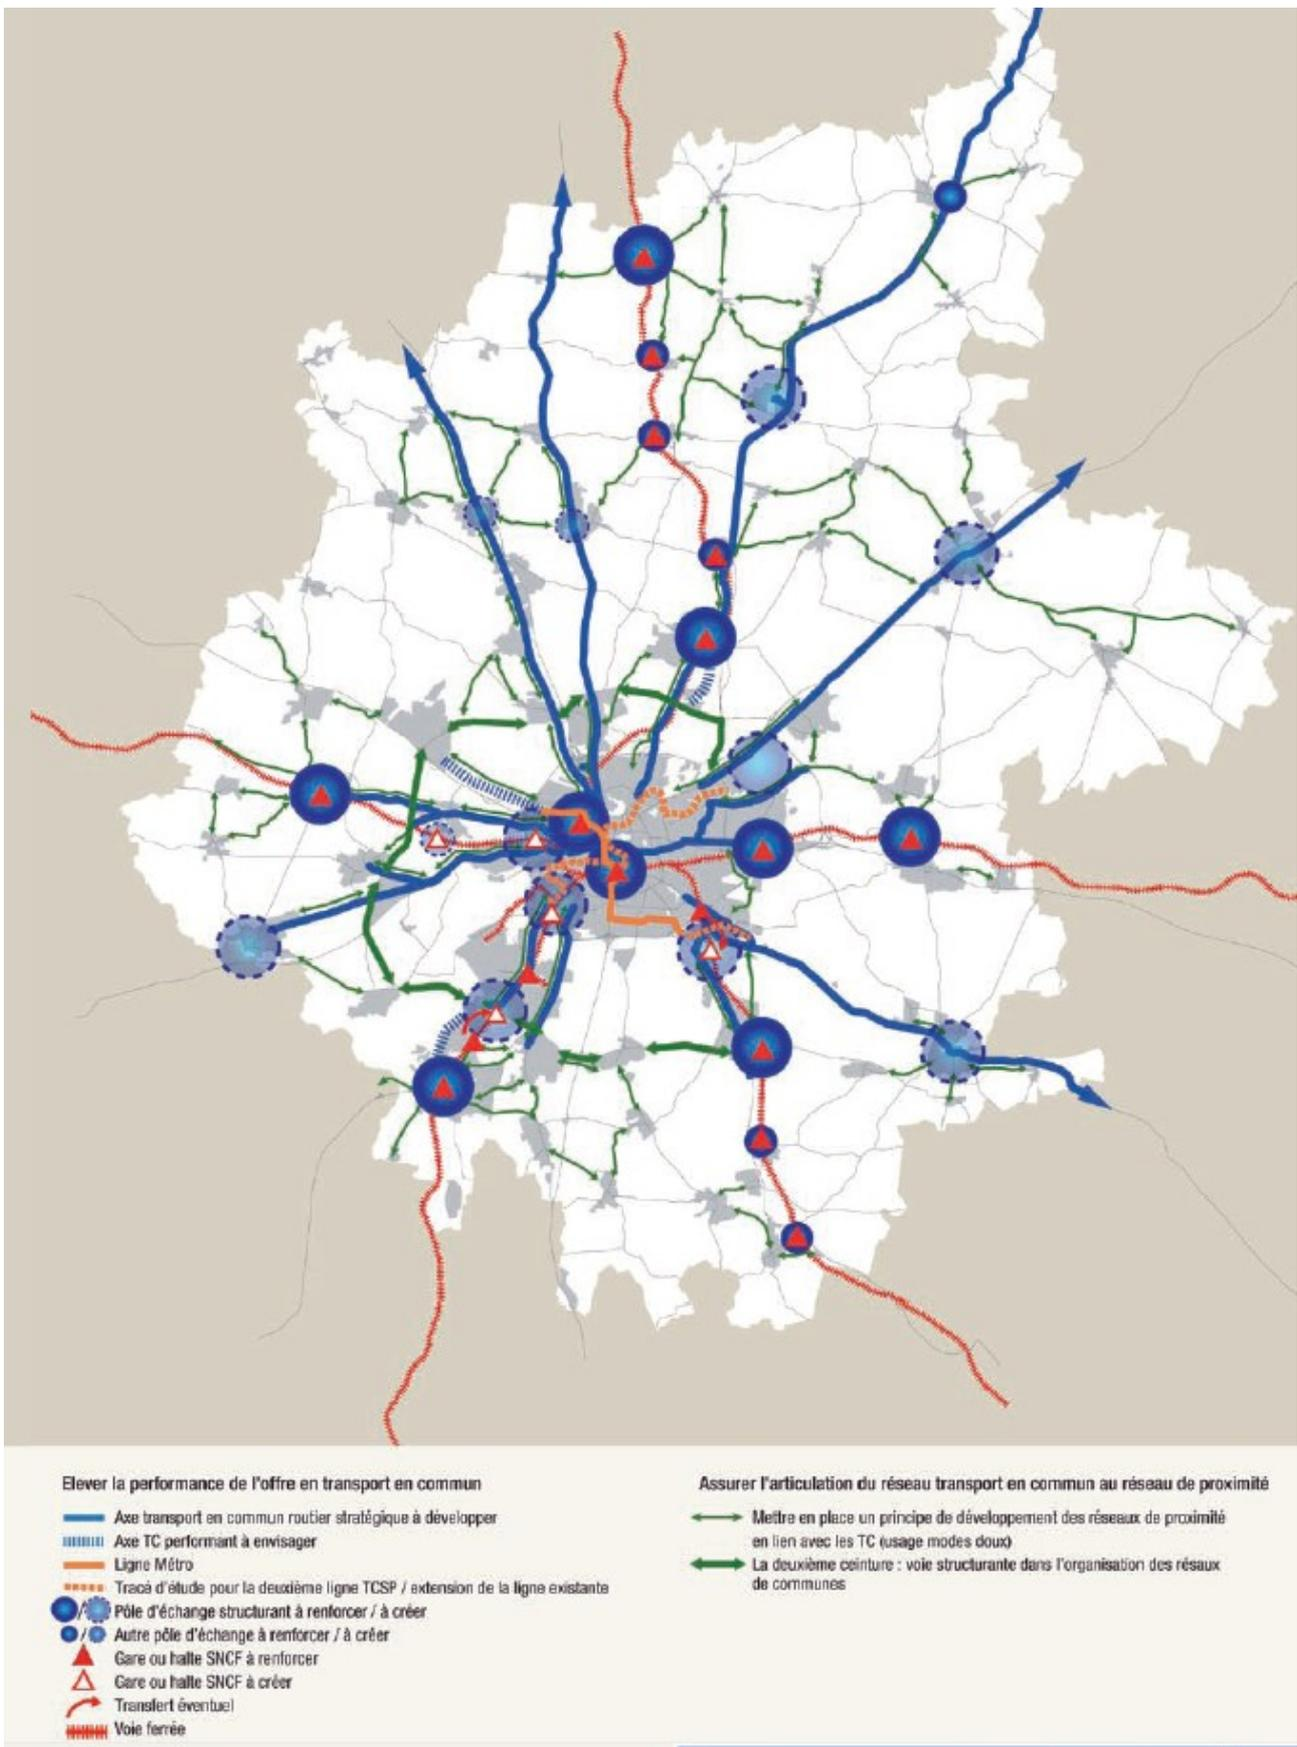 Elever la performance de l'offre en transport en commun
Axe transport en commun routier stratégique à développer
Axe TC performant à envisager
Ligne Métro
Tracé d'étude pour la deuxième ligne TCSP / extension de la ligne existante
/ Pôle d'échange structurant à renforcer / à créer
/ Autre pôle d'échange à renforcer / à créer
Gare ou halte SNCF à renforcer
Gare ou halte SNCF à créer
Transfert éventuel
Voie ferrée
Assurer l'articulation du réseau transport en commun au réseau de proximité
Mettre en place un principe de développement des réseaux de proximité
en lien avec les TC (usage modes doux)
La deuxième ceinture : voie structurante dans l'organisation des résaux
de communes